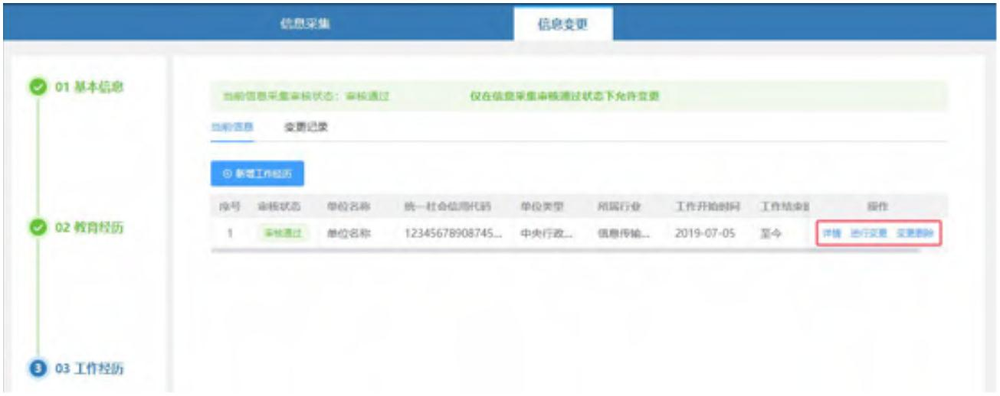 信息采集 信息变更
01 基本信息
当前信息采集审核状态：审核通过 仅在信息采集审核通过状态下允许变更
当前信息 变更记录
新增工作经历
序号 审核状态 单位名称 统一社会信用代码 单位类型 所属行业 工作开始时间 工作结束 操作
02 教育经历
1 审核通过 单位名称 12345678908745... 中央行政... 信息传输... 2019-07-05 至今 详情 进行变更 变更删除
3 03 工作经历